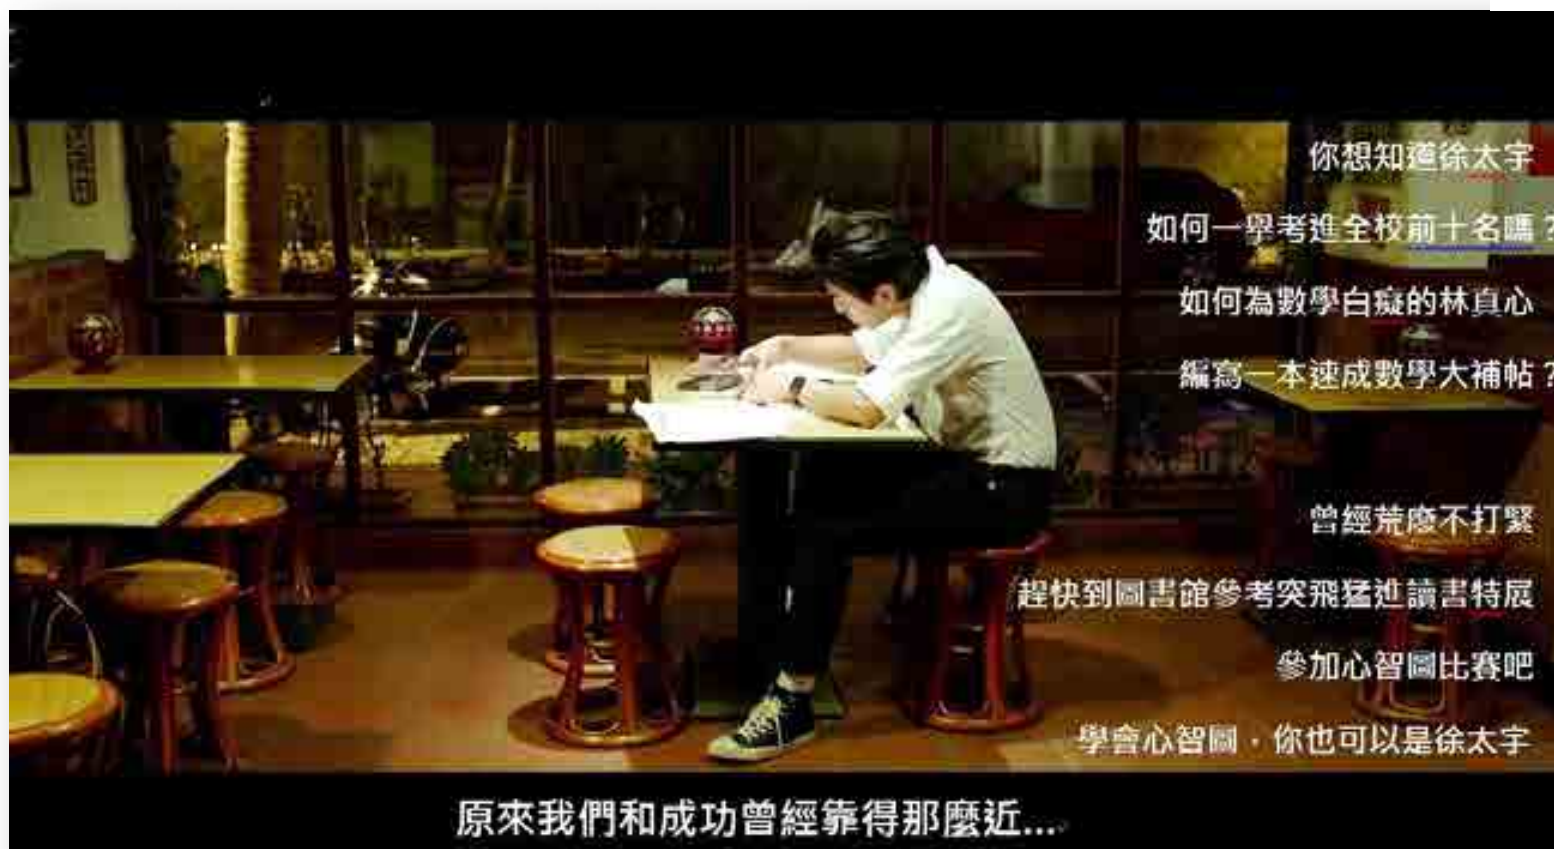 你想知道徐太宇
如何一舉考進全校前十名嗎?
如何為數學白癡的林真心
編寫一本速成數學大補帖?
曾經荒廢不打緊
趕快到圖書館參考突飛猛進讀書特展
參加心智圖比賽吧
學會心智圖,你也可以是徐太宇
原來我們和成功曾經靠得那麼近...